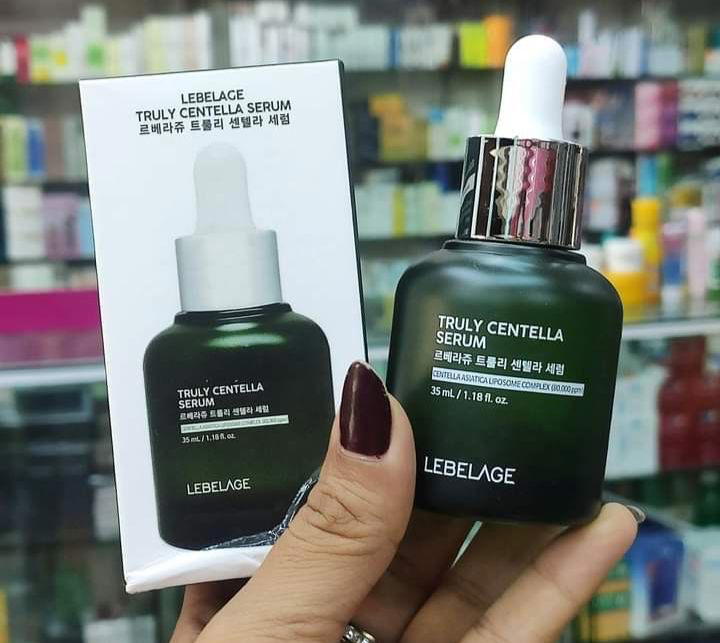 LEBELAGE
TRULY CENTELLA SERUM
르베라쥬 트룰리 센텔라 세럼
TRULY CENTELLA
SERUM
르베라쥬 트룰리 센텔라 세럼
35 mL / 1.18 fl. oz.
LEBELAGE
TRULY CENTELLA
SERUM
르베라쥬 트룰리 센텔라 세럼
CENTELLA ASIATICA LIPOSOME COMPLEX
35 mL / 1.18 fl. oz.
LEBELAGE